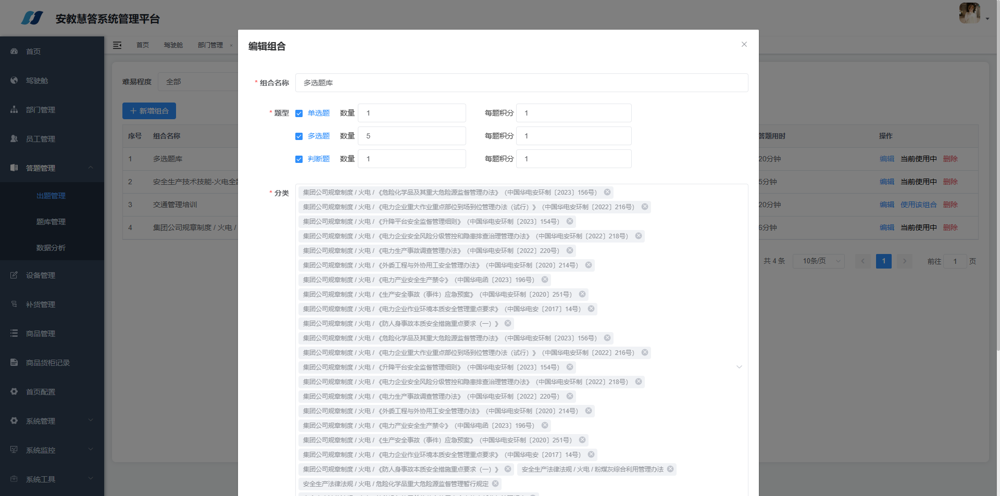 安教慧答系统管理平台
首页
驾驶舱
部门管理
员工管理
答题管理
出题管理
题库管理
数据分析
设备管理
补货管理
商品管理
商品货柜记录
首页配置
系统管理
系统监控
系统工具
首页 驾驶舱 部门管理 ×
难易程度 全部
新增组合
序号 组合名称 答题用时 操作
1 多选题库 20分钟 编辑 当前使用中 删除
2 安全生产技术技能-火电全 5分钟 编辑 当前使用中 删除
3 交通管理培训 20分钟 编辑 使用该组合 删除
4 集团公司规章制度 / 火电 / 6分钟 编辑 当前使用中 删除
共 4 条 10条/页 1 前往 1 页
编辑组合
* 组合名称 多选题库
* 题型 单选题 数量 1 每题积分 1
多选题 数量 5 每题积分 1
判断题 数量 1 每题积分 1
* 分类
集团公司规章制度 / 火电 / 《危险化学品及其重大危险源监督管理办法》（中国华电安环制〔2023〕156号）
集团公司规章制度 / 火电 / 《电力企业重大作业重点部位到场到位管理办法（试行）》（中国华电安环制〔2022〕216号）
集团公司规章制度 / 火电 / 《升降平台安全监督管理细则》（中国华电安环制〔2023〕154号）
集团公司规章制度 / 火电 / 《电力企业安全风险分级管控和隐患排查治理管理办法》（中国华电安环制〔2022〕218号）
集团公司规章制度 / 火电 / 《电力生产事故调查管理办法》（中国华电安环制〔2022〕220号）
集团公司规章制度 / 火电 / 《外委工程与外协用工安全管理办法》（中国华电安环制〔2020〕214号）
集团公司规章制度 / 火电 / 《电力产业安全生产禁令》（中国华电函〔2023〕196号）
集团公司规章制度 / 火电 / 《生产安全事故（事件）应急预案》（中国华电安环制〔2020〕251号）
集团公司规章制度 / 火电 / 《电力企业作业环境本质安全管理重点要求》（中国华电安〔2017〕14号）
集团公司规章制度 / 火电 / 《防人身事故本质安全措施重点要求（一）》
集团公司规章制度 / 火电 / 《危险化学品及其重大危险源监督管理办法》（中国华电安环制〔2023〕156号）
集团公司规章制度 / 火电 / 《电力企业重大作业重点部位到场到位管理办法（试行）》（中国华电安环制〔2022〕216号）
集团公司规章制度 / 火电 / 《升降平台安全监督管理细则》（中国华电安环制〔2023〕154号）
集团公司规章制度 / 火电 / 《电力企业安全风险分级管控和隐患排查治理管理办法》（中国华电安环制〔2022〕218号）
集团公司规章制度 / 火电 / 《电力生产事故调查管理办法》（中国华电安环制〔2022〕220号）
集团公司规章制度 / 火电 / 《外委工程与外协用工安全管理办法》（中国华电安环制〔2020〕214号）
集团公司规章制度 / 火电 / 《电力产业安全生产禁令》（中国华电函〔2023〕196号）
集团公司规章制度 / 火电 / 《生产安全事故（事件）应急预案》（中国华电安环制〔2020〕251号）
集团公司规章制度 / 火电 / 《电力企业作业环境本质安全管理重点要求》（中国华电安〔2017〕14号）
集团公司规章制度 / 火电 / 《防人身事故本质安全措施重点要求（一）》 安全生产法律法规 / 火电 / 粉煤灰综合利用管理办法
安全生产法律法规 / 火电 / 危险化学品重大危险源监督管理暂行规定